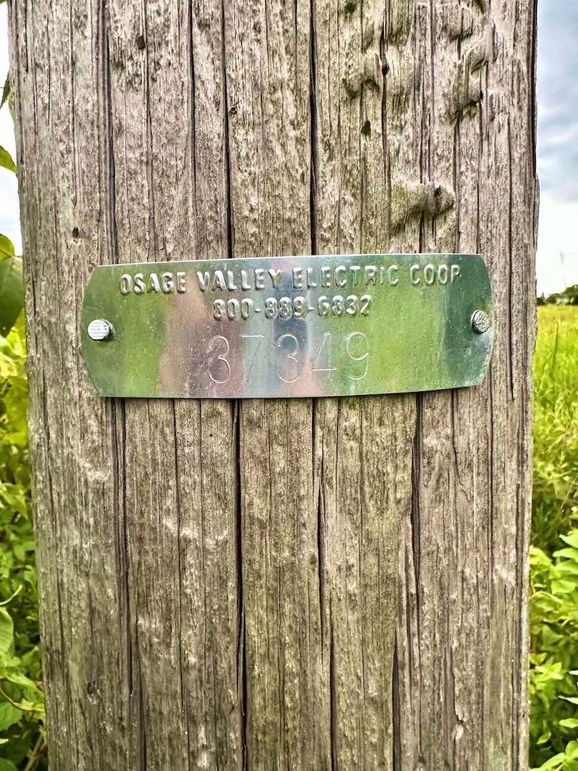 OSAGE VALLEY ELECTRIC COOP
800-889-6832
37349